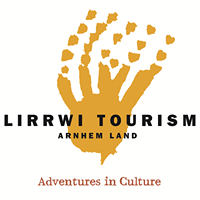 LIRRWI TOURISM
ARNHEM LAND
Adventures in Culture